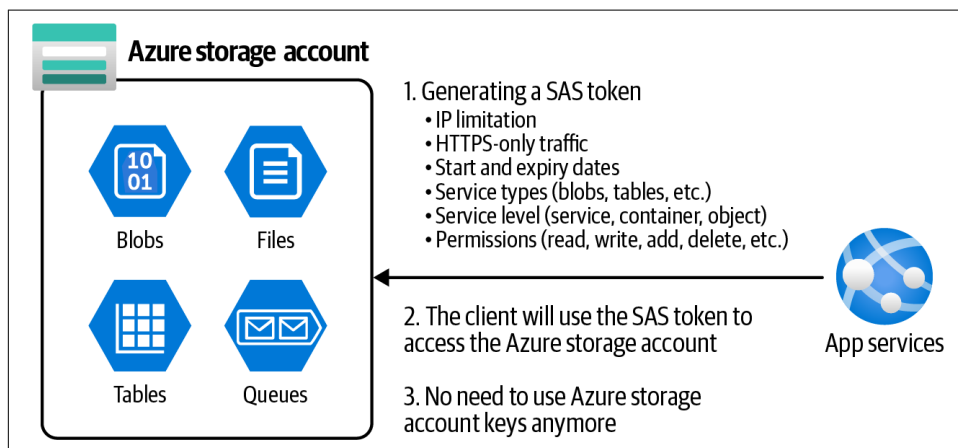 Azure storage account
10
01
Blobs
Files
Tables
Queues
1. Generating a SAS token
• IP limitation
• HTTPS-only traffic
• Start and expiry dates
• Service types (blobs, tables, etc.)
• Service level (service, container, object)
• Permissions (read, write, add, delete, etc.)
2. The client will use the SAS token to
access the Azure storage account
3. No need to use Azure storage
account keys anymore
App services